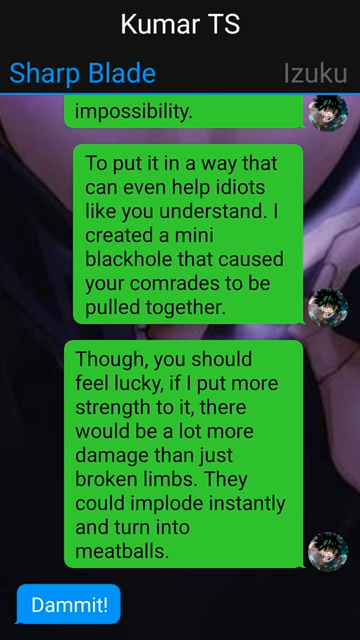 Kumar TS
Sharp Blade
Izuku
impossibility.
To put it in a way that
can even help idiots
like you understand. I
created a mini
blackhole that caused
your comrades to be
pulled together.
Though, you should
feel lucky, if I put more
strength to it, there
would be a lot more
damage than just
broken limbs. They
could implode instantly
and turn into
meatballs.
Dammit!